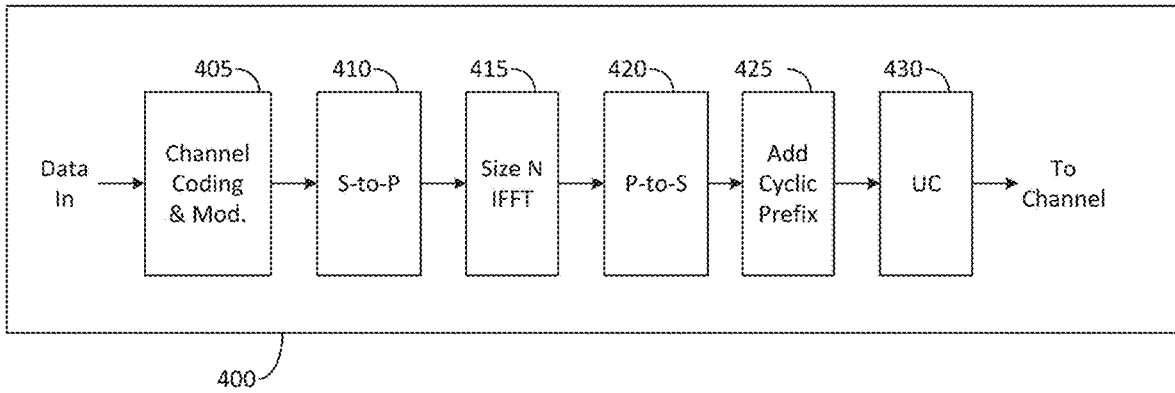 405
410
415
420
425
430
Data
In
Channel
Coding
& Mod.
S-to-P
Size N
IFFT
P-to-S
Add
Cyclic
Prefix
UC
To
Channel
400